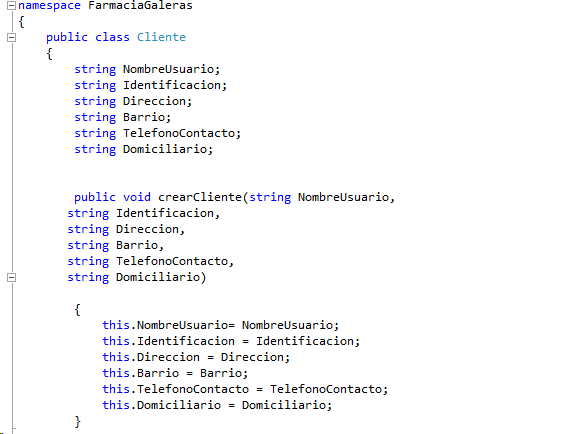 namespace FarmaciaGaleras
{
public class Cliente
{
string NombreUsuario;
string Identificacion;
string Direccion;
string Barrio;
string TelefonoContacto;
string Domiciliario;
public void crearCliente(string NombreUsuario,
string Identificacion,
string Direccion,
string Barrio,
string TelefonoContacto,
string Domiciliario)
{
this.NombreUsuario= NombreUsuario;
this.Identificacion = Identificacion;
this.Direccion = Direccion;
this.Barrio = Barrio;
this.TelefonoContacto = TelefonoContacto;
this.Domiciliario = Domiciliario;
}